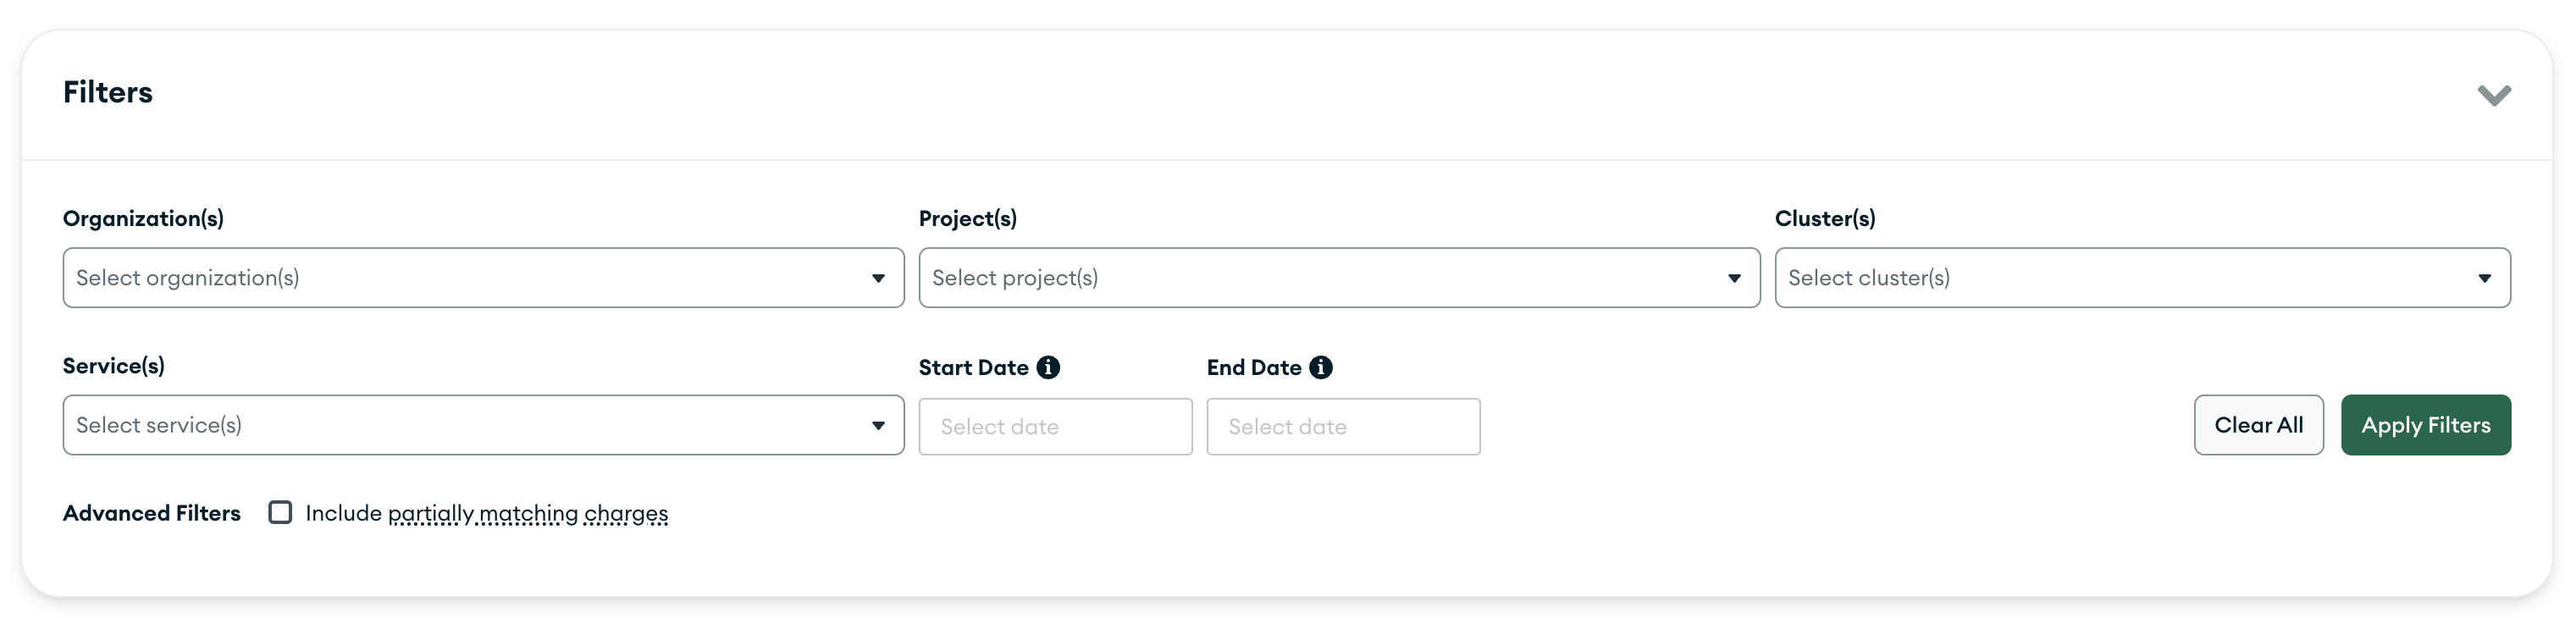 Filters
Organization(s) Project(s) Cluster(s)
Select organization(s) Select project(s) Select cluster(s)
Service(s) Start Date End Date
Select service(s) Select date Select date Clear All Apply Filters
Advanced Filters Include partially matching charges